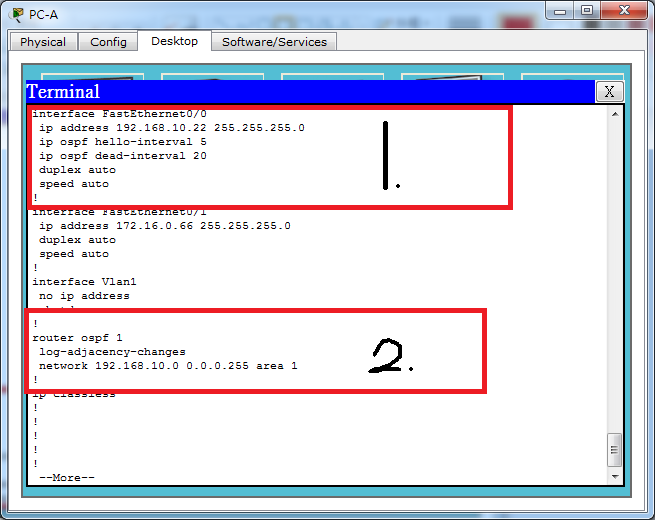 PC-A
Physical Config Desktop Software/Services
Terminal X
interface FastEthernet0/0
ip address 192.168.10.22 255.255.255.0
ip ospf hello-interval 5
ip ospf dead-interval 20
duplex auto
speed auto
!
1.
interface FastEthernet0/1
ip address 172.16.0.66 255.255.255.0
duplex auto
speed auto
!
interface Vlan1
no ip address
!
router ospf 1
log-adjacency-changes
network 192.168.10.0 0.0.0.255 area 1
!
2.
ip classless
!
!
!
!
!
--More--